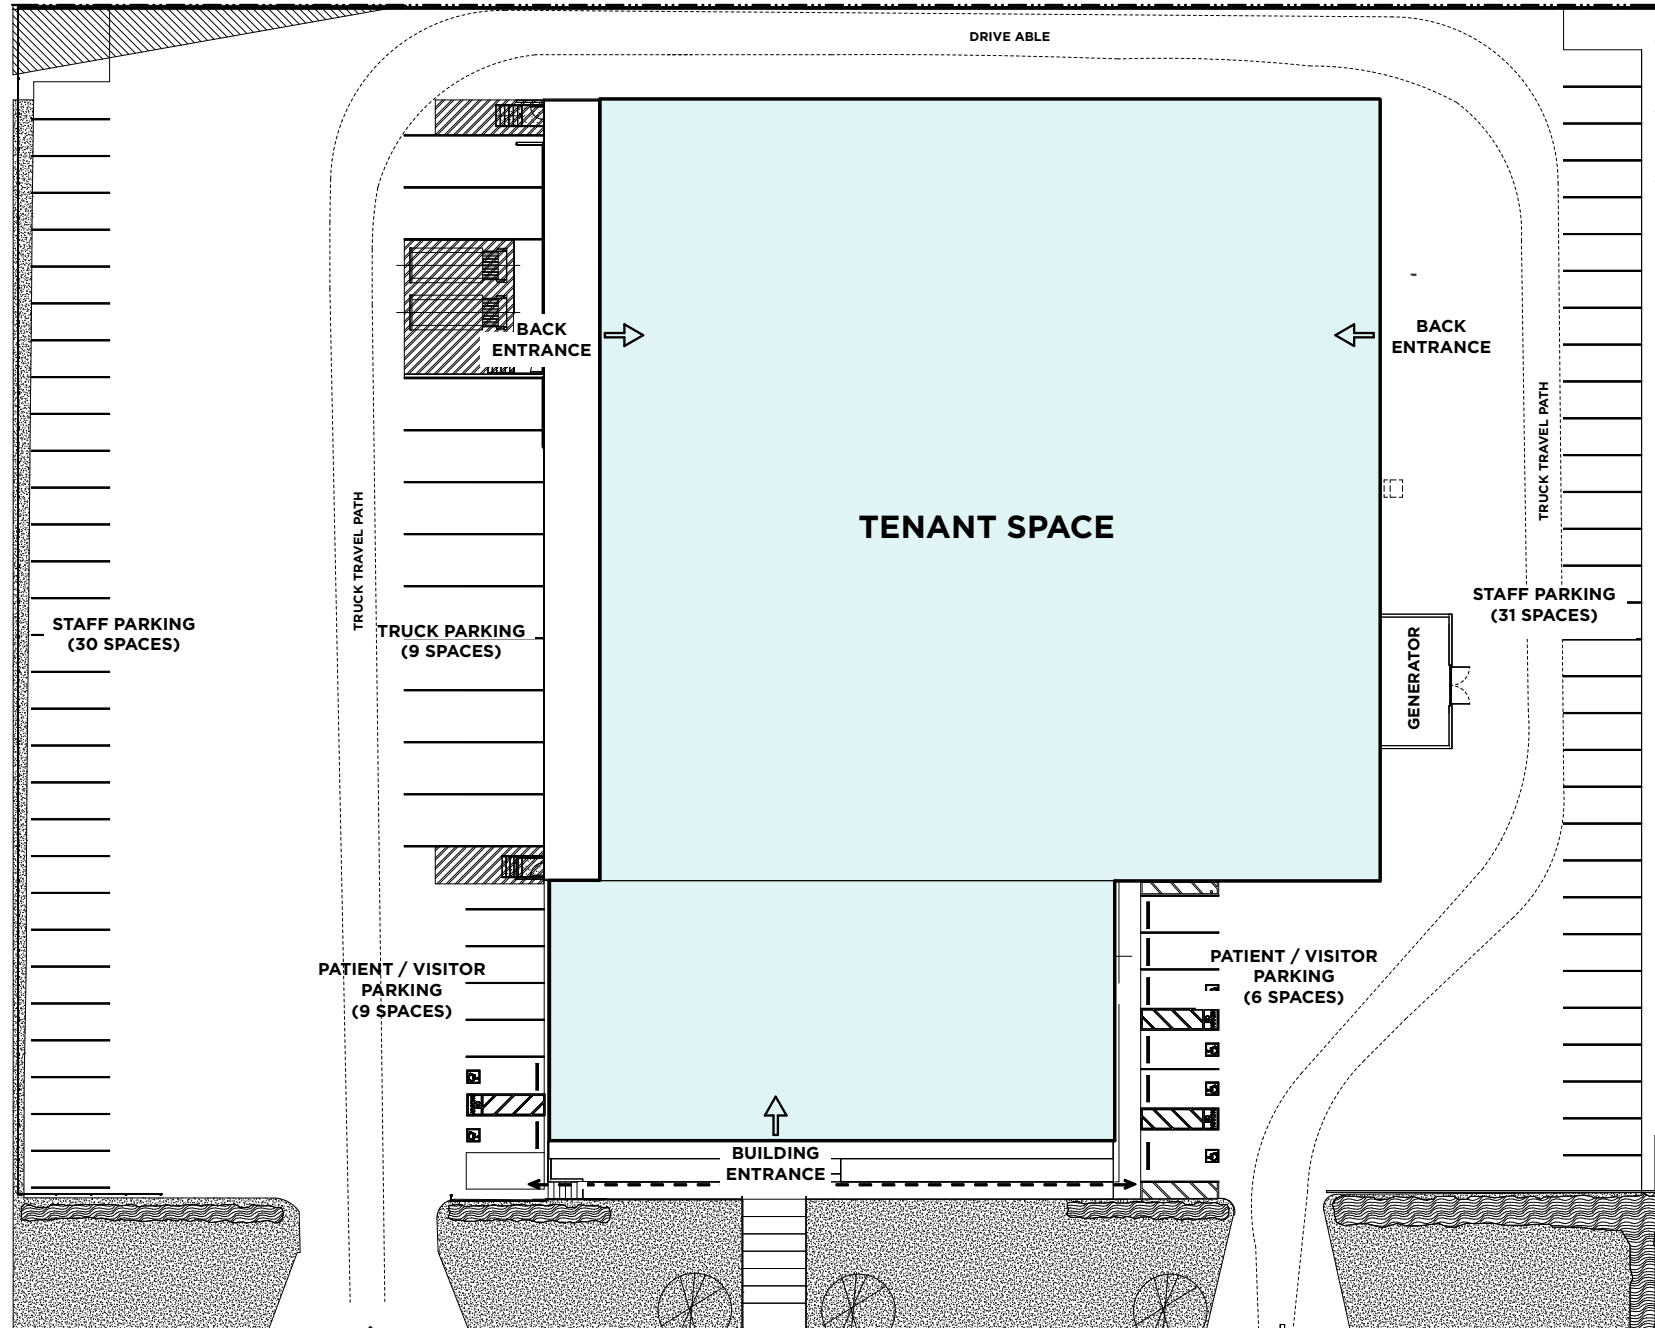 DRIVE ABLE
BACK
ENTRANCE
BACK
ENTRANCE
TENANT SPACE
TRUCK TRAVEL PATH
TRUCK TRAVEL PATH
STAFF PARKING
(30 SPACES)
TRUCK PARKING
(9 SPACES)
GENERATOR
STAFF PARKING
(31 SPACES)
PATIENT / VISITOR
PARKING
(9 SPACES)
PATIENT / VISITOR
PARKING
(6 SPACES)
BUILDING
ENTRANCE